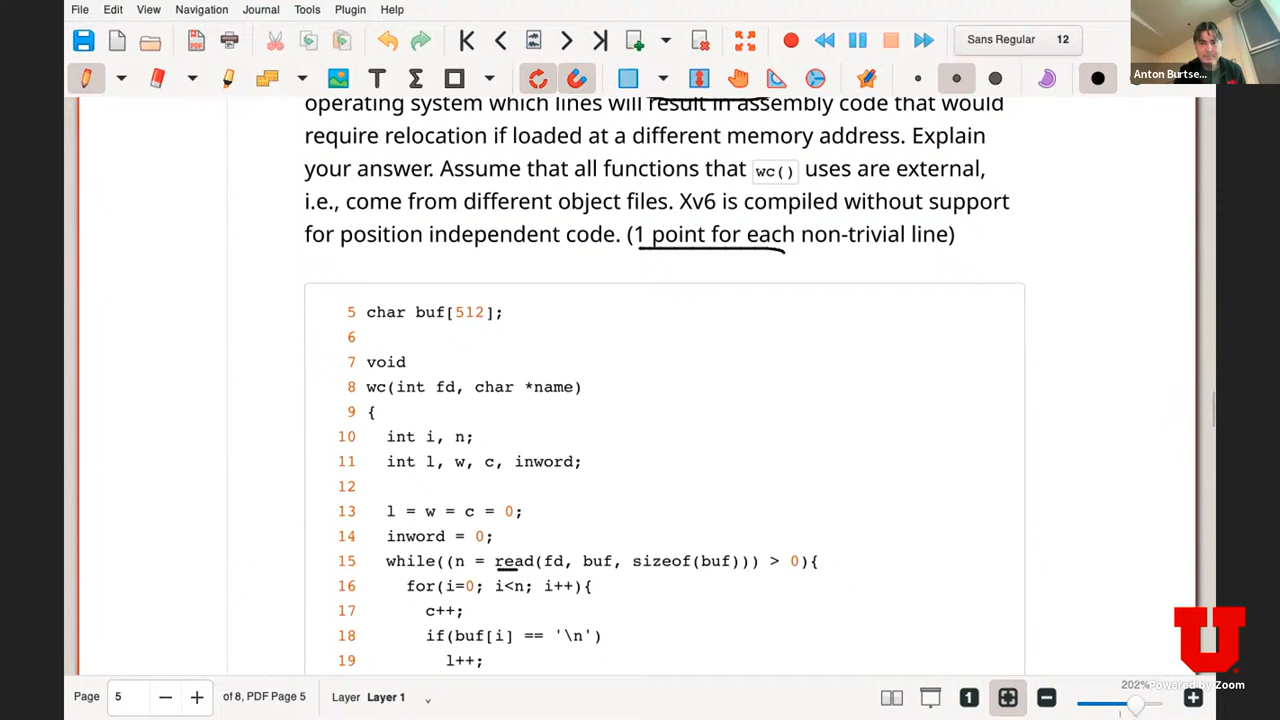 File Edit View Navigation Journal Tools Plugin Help
Sans Regular 12
Anton Burtse...
operating system which lines will result in assembly code that would
require relocation if loaded at a different memory address. Explain
your answer. Assume that all functions that wc() uses are external,
i.e., come from different object files. Xv6 is compiled without support
for position independent code. (1 point for each non-trivial line)
5 char buf[512];
6
7 void
8 wc(int fd, char *name)
9 {
10 int i, n;
11 int l, w, c, inword;
12
13 l = w = c = 0;
14 inword = 0;
15 while((n = read(fd, buf, sizeof(buf))) > 0){
16 for(i=0; i<n; i++){
17 c++;
18 if(buf[i] == '\n')
19 l++;
U
Powered by Zoom
Page 5 of 8, PDF Page 5 Layer Layer 1 1 202%